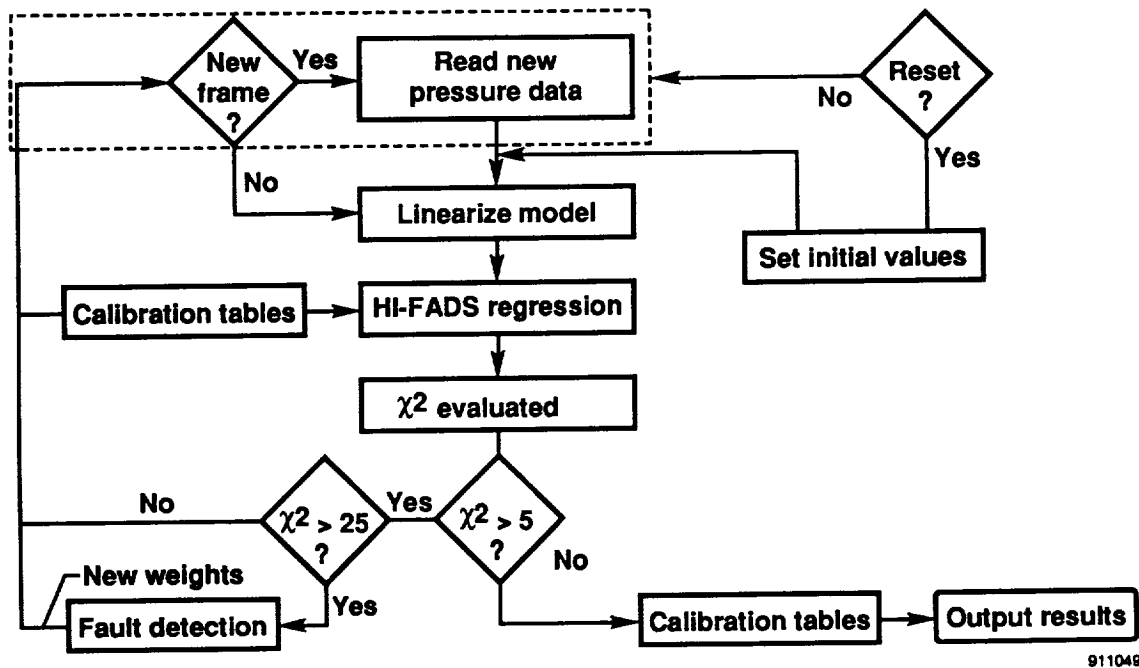 New
frame
?
Yes
Read new
pressure data
No
Reset
?
Yes
No
Linearize model
Set initial values
Calibration tables
HI-FADS regression
χ2 evaluated
No
χ2 > 25
?
Yes
χ2 > 5
?
No
New weights
Yes
Fault detection
Calibration tables
Output results
911049